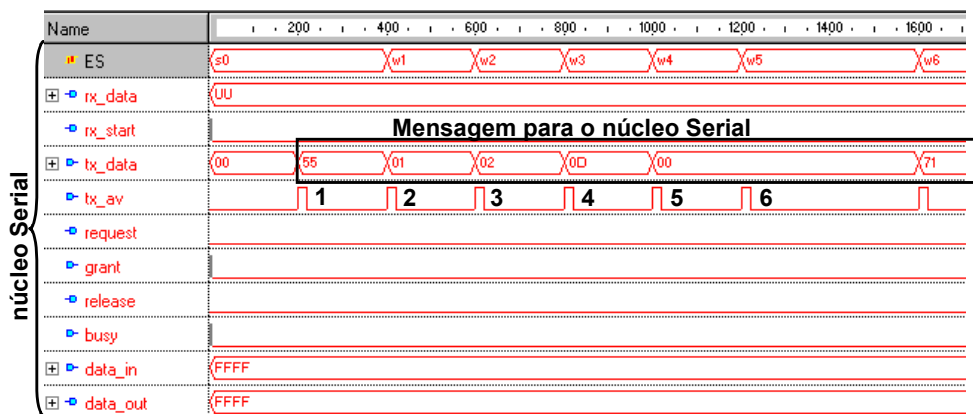 Name 200 400 600 800 1000 1200 1400 1600
ES s0 w1 w2 w3 w4 w5 w6
rx_data UU
rx_start
Mensagem para o núcleo Serial
tx_data 00 55 01 02 0D 00 71
tx_av 1 2 3 4 5 6
request
grant
release
busy
data_in FFFF
data_out FFFF
núcleo Serial